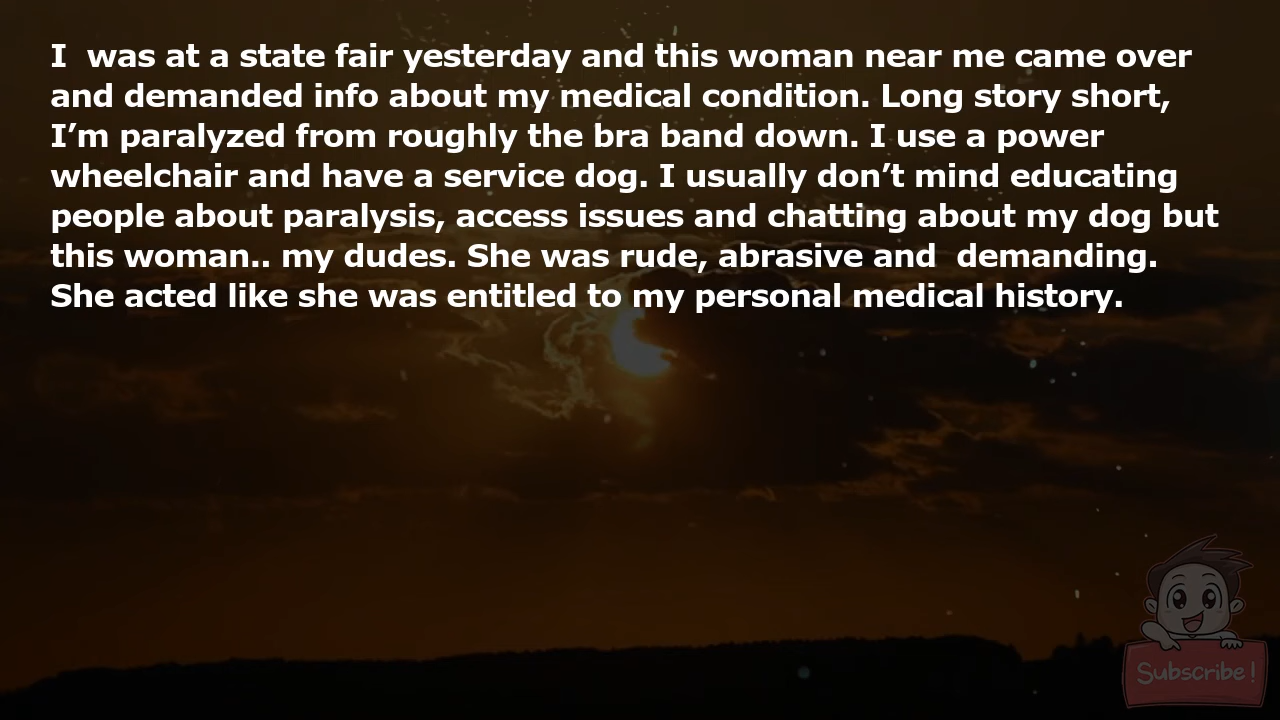 I  was at a state fair yesterday and this woman near me came over
and demanded info about my medical condition. Long story short,
I’m paralyzed from roughly the bra band down. I use a power
wheelchair and have a service dog. I usually don’t mind educating
people about paralysis, access issues and chatting about my dog but
this woman.. my dudes. She was rude, abrasive and  demanding.
She acted like she was entitled to my personal medical history.
Subscribe!